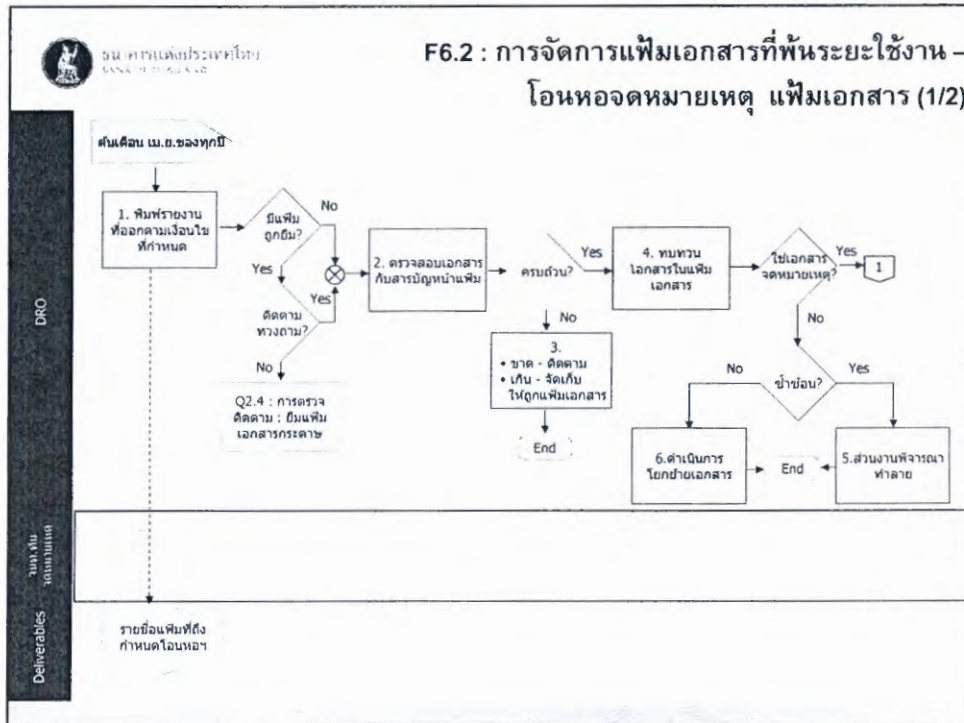 ธนาคารแห่งประเทศไทย
F6.2 : การจัดการแฟ้มเอกสารที่พ้นระยะใช้งาน –
โอนหอจดหมายเหตุ แฟ้มเอกสาร (1/2)
DRO
ต้นเดือน เม.ย.ของทุกปี
1. พิมพ์รายงาน
ที่ออกตามเงื่อนไข
ที่กำหนด
มีแฟ้ม
ถูกยืม?
No
Yes
ติดตาม
ทวงถาม?
Yes
No
Q2.4 : การตรวจ
ติดตาม : ยืมแฟ้ม
เอกสารกระดาษ
2. ตรวจสอบเอกสาร
กับสารบัญหน้าแฟ้ม
ครบถ้วน?
Yes
No
3.
• ขาด - ติดตาม
• เกิน - จัดเก็บ
ให้ถูกแฟ้มเอกสาร
End
4. ทบทวน
เอกสารในแฟ้ม
เอกสาร
ใช่เอกสาร
จดหมายเหตุ?
Yes
1
No
ซ้ำซ้อน?
No
Yes
6.ดำเนินการ
โยกย้ายเอกสาร
End
5.ส่วนงานพิจารณา
ทำลาย
จดหมายเหตุ
Deliverables
รายชื่อแฟ้มที่ถึง
กำหนดโอนหอฯ